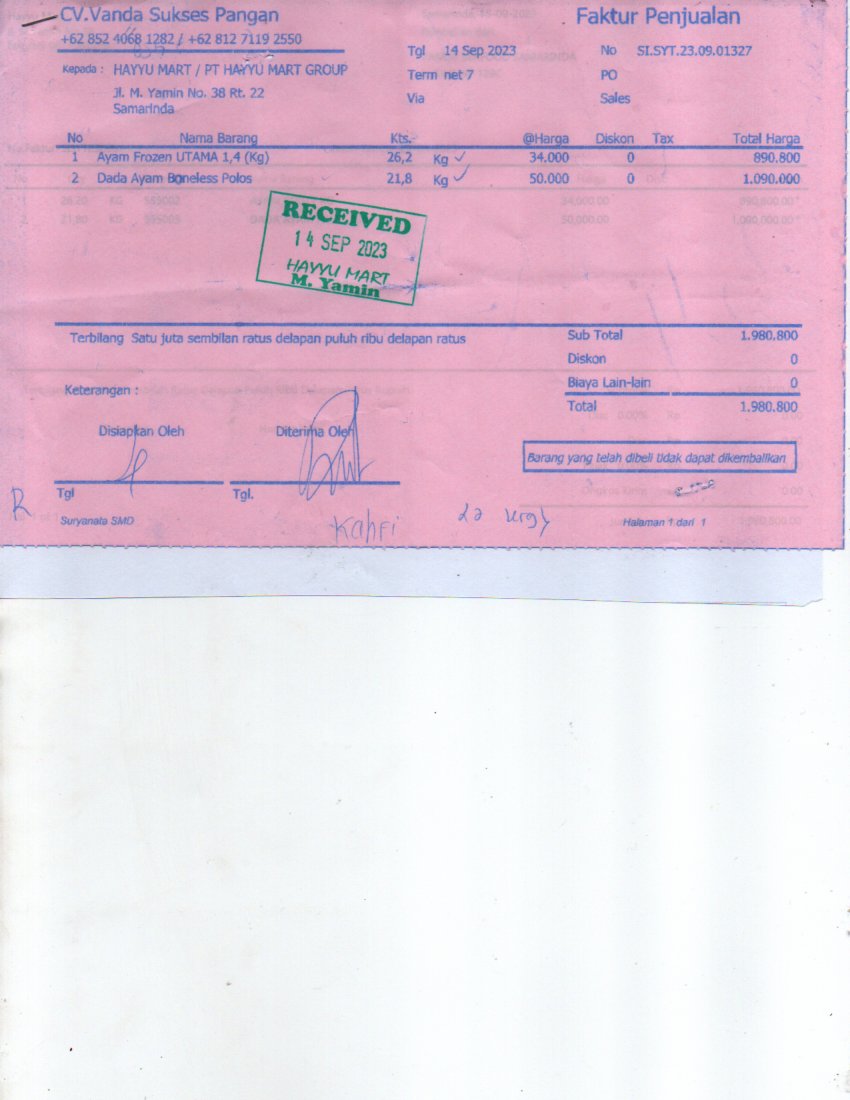 CV.Vanda Sukses Pangan
+62 852 4068 1282 / +62 812 7119 2550
Faktur Penjualan
Kepada : HAYYU MART / PT HAYYU MART GROUP
Jl. M. Yamin No. 38 Rt. 22
Samarinda
Tgl 14 Sep 2023
Term net 7
Via
No SI.SYT.23.09.01327
PO
Sales
No Nama Barang Kts. @Harga Diskon Tax Total Harga
1 Ayam Frozen UTAMA 1,4 (Kg) 26,2 Kg 34.000 0 890.800
2 Dada Ayam Boneless Polos 21,8 Kg 50.000 0 1.090.000
RECEIVED
14 SEP 2023
HAYYU MART
M. Yamin
Terbilang Satu juta sembilan ratus delapan puluh ribu delapan ratus
Sub Total 1.980.800
Diskon 0
Biaya Lain-lain 0
Total 1.980.800
Keterangan :
Disiapkan Oleh Diterima Oleh
Barang yang telah dibeli tidak dapat dikembalikan
Tgl Tgl.
R
Suryanata SMD
Kahfi
Halaman 1 dari 1